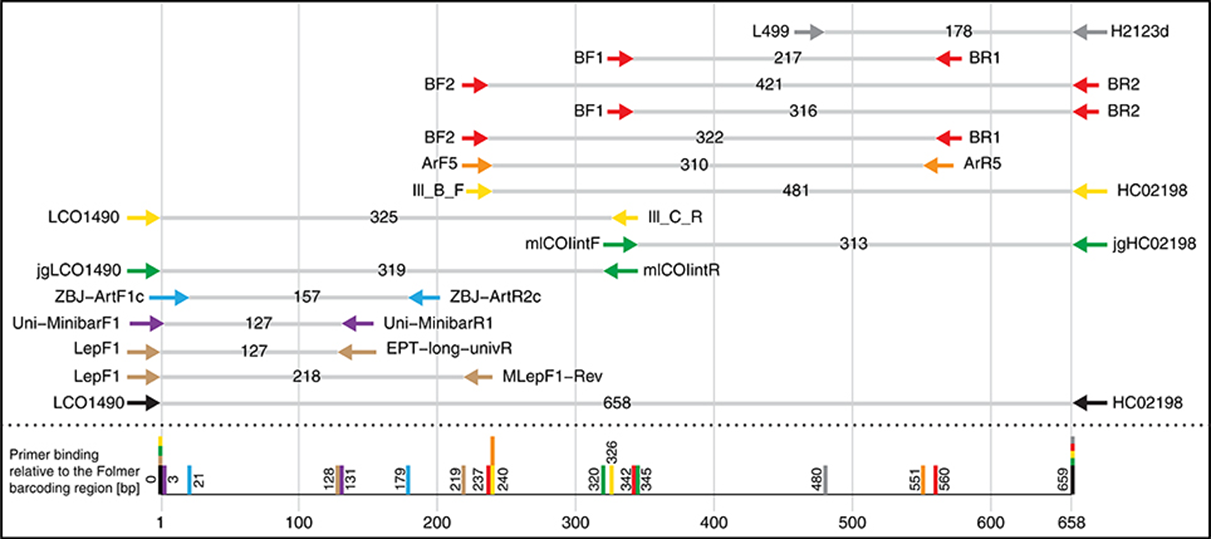 L499 178 H2123d
BF1 217 BR1
BF2 421 BR2
BF1 316 BR2
BF2 322 BR1
ArF5 310 ArR5
III_B_F 481 HC02198
LCO1490 325 III_C_R
mlCOIintF 313 jgHC02198
jgLCO1490 319 mlCOIintR
ZBJ–ArtF1c 157 ZBJ–ArtR2c
Uni–MinibarF1 127 Uni–MinibarR1
LepF1 127 EPT–long–univR
LepF1 218 MLepF1–Rev
LCO1490 658 HC02198
Primer binding
relative to the Folmer
barcoding region [bp]
0 3 21 128 131 179 219 237 240 320 326 342 345 480 551 560 659
1 100 200 300 400 500 600 658